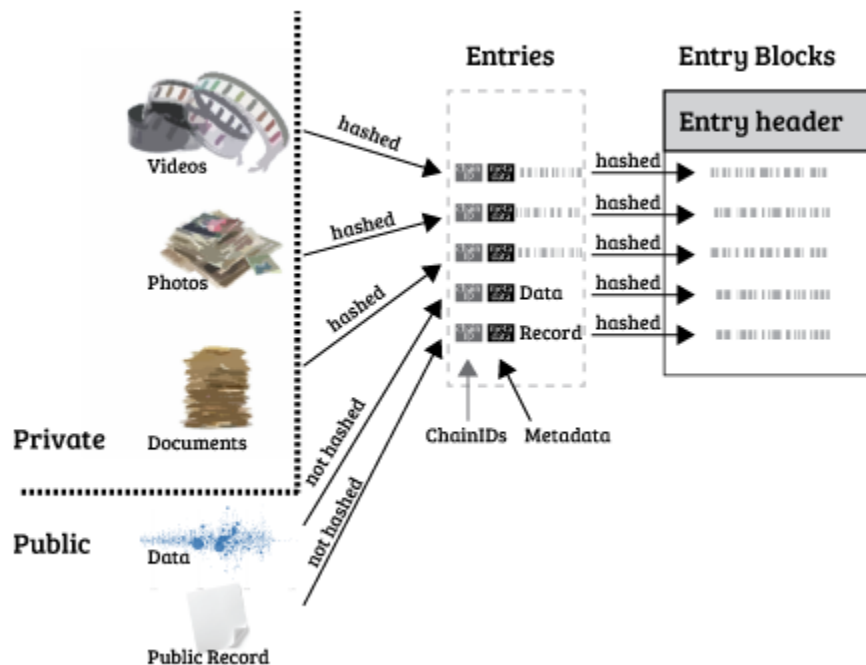 Entries
Entry Blocks
Entry header
Videos
hashed
hashed
Photos
hashed
hashed
Documents
hashed
hashed
Data
hashed
Record
hashed
ChainIDs
Metadata
Private
Public
not hashed
not hashed
Data
Public Record